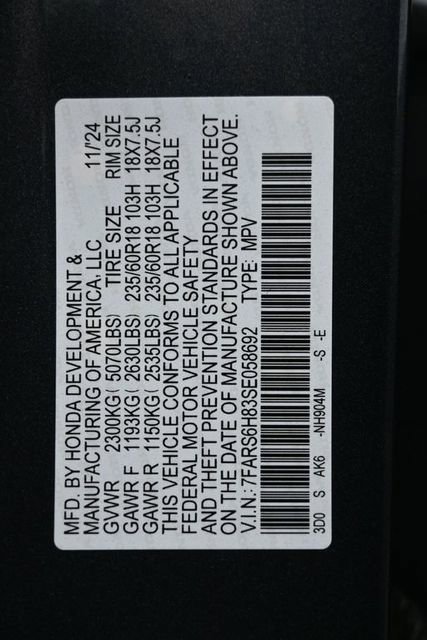 MFD. BY HONDA DEVELOPMENT &
MANUFACTURING OF AMERICA, LLC 11/'24
GVWR 2300KG( 5070LBS) TIRE SIZE RIM SIZE
GAWR F 1193KG( 2630LBS) 235/60R18 103H 18X7.5J
GAWR R 1150KG( 2535LBS) 235/60R18 103H 18X7.5J
THIS VEHICLE CONFORMS TO ALL APPLICABLE
FEDERAL MOTOR VEHICLE SAFETY
AND THEFT PREVENTION STANDARDS IN EFFECT
ON THE DATE OF MANUFACTURE SHOWN ABOVE.
V.I.N.: 7FARS6H83SE058692 TYPE: MPV
3D0 S AK6 -NH904M -S -E